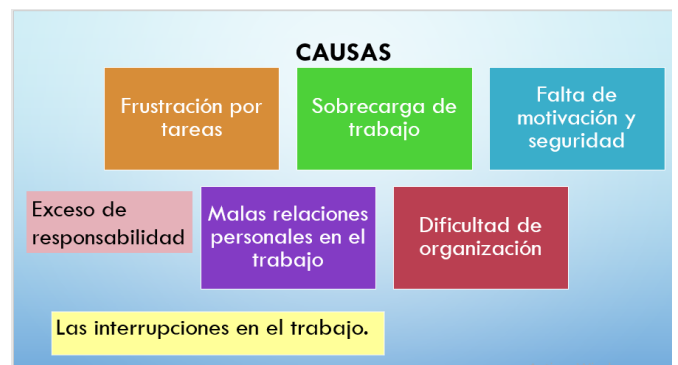 CAUSAS
Frustración por
tareas
Sobrecarga de
trabajo
Falta de
motivación y
seguridad
Exceso de
responsabilidad
Malas relaciones
personales en el
trabajo
Dificultad de
organización
Las interrupciones en el trabajo.